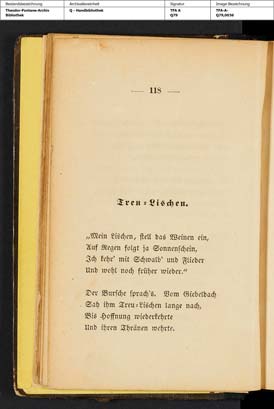 Bestandsbezeichnung
Theodor-Fontane-Archiv
Bibliothek
Archivalieneinheit
Q - Handbibliothek
Signatur
TFA A
Q79
Image Bezeichnung
TFA-A-
Q79,0036
— 118 —
Treu-Lischen.
„Mein Lischen, stell das Weinen ein,
Auf Regen folgt ja Sonnenschein,
Ich kehr' mit Schwalb' und Flieder
Und wohl noch früher wieder.“
Der Bursche sprach's. Vom Giebeldach
Sah ihm Treu-Lischen lange nach,
Bis Hoffnung wiederkehrte
Und ihren Thränen wehrte.